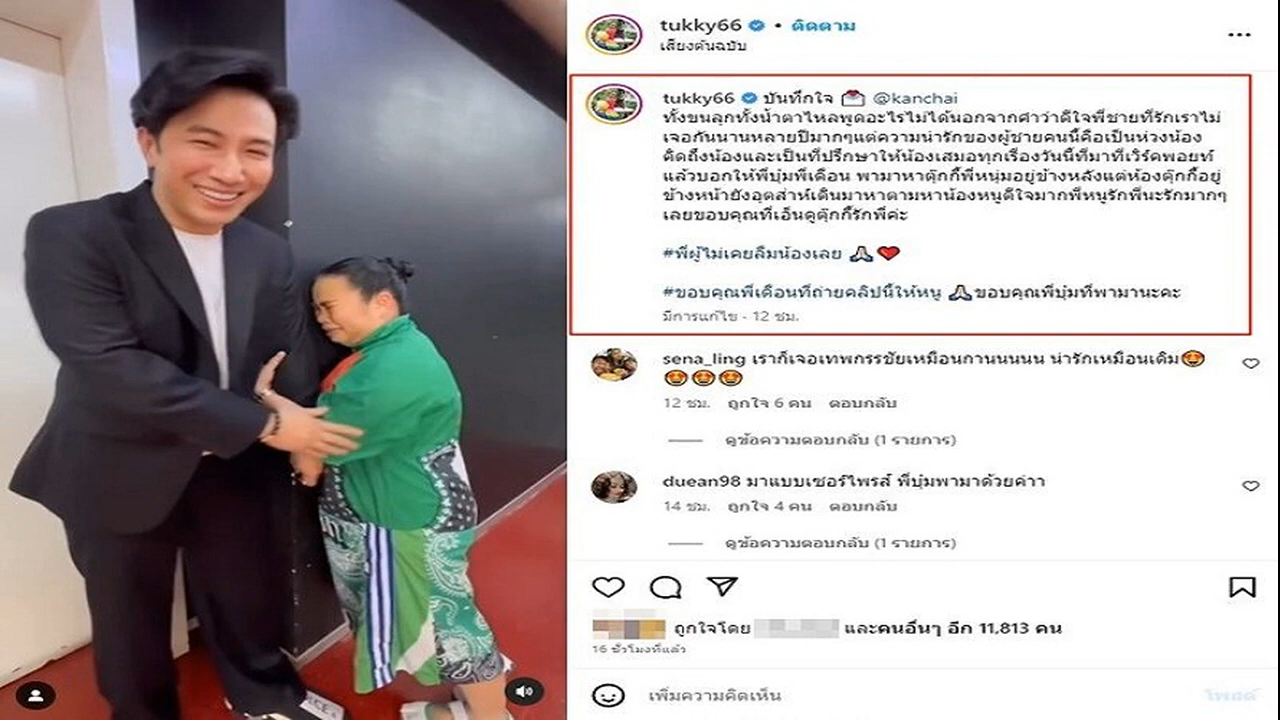 tukky66 • ติดตาม
เสียงต้นฉบับ
tukky66 บันทึกใจ 💌 @kanchai
ทั้งขนลุกทั้งน้ำตาไหลพูดอะไรไม่ได้นอกจากคำว่าดีใจพี่ชายที่รักเราไม่
เจอกันนานหลายปีมากๆแต่ความน่ารักของผู้ชายคนนี้คือเป็นห่วงน้อง
คิดถึงน้องและเป็นที่ปรึกษาให้น้องเสมอทุกเรื่องวันนี้ที่มาที่เวิร์คพอยท์
แล้วบอกให้พี่บุ๋มพี่เดือน พามาหาตุ๊กกี้พี่หนุ่มอยู่ข้างหลังแต่ห้องตุ๊กกี้อยู่
ข้างหน้ายังอุตส่าห์เดินมาหาตามหาน้องหนูดีใจมากพี่หนูรักพี่นะรักมากๆ
เลยขอบคุณที่เอ็นดูตุ๊กกี้รักพี่ค่ะ
#พี่ผู้ไม่เคยลืมน้องเลย 🙏🏻❤️
#ขอบคุณพี่เดือนที่ถ่ายคลิปนี้ให้หนู 🙏🏻ขอบคุณพี่บุ๋มที่พามานะคะ
มีการแก้ไข · 12 ชม.
sena_ling เราก็เจอเทพกรรชัยเหมือนกานนนนน น่ารักเหมือนเดิม🤩
🤩🤩🤩
12 ชม. ถูกใจ 6 คน ตอบกลับ
ดูข้อความตอบกลับ (1 รายการ)
duean98 มาแบบเซอร์ไพรส์ พี่บุ๋มพามาด้วยค่าา
14 ชม. ถูกใจ 4 คน ตอบกลับ
ดูข้อความตอบกลับ (1 รายการ)
ถูกใจโดย และคนอื่นๆ อีก 11,813 คน
16 ชั่วโมงที่แล้ว
เพิ่มความคิดเห็น
โพสต์